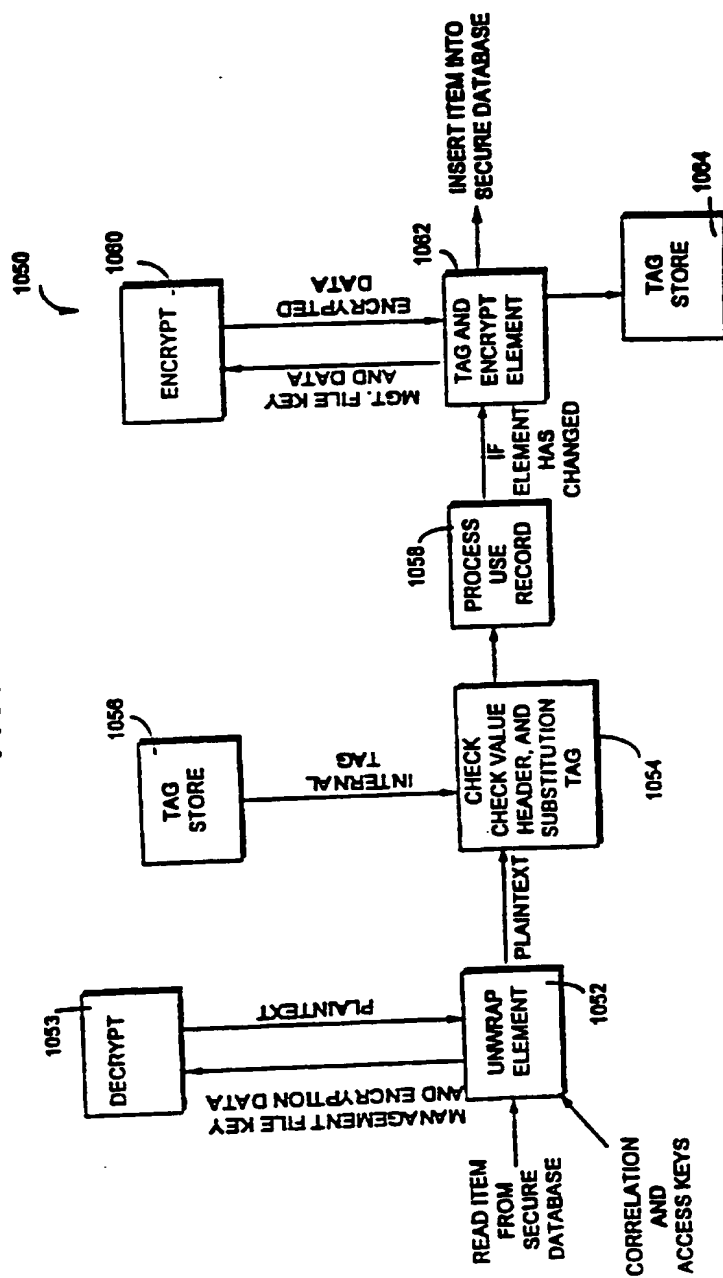 1050
1053
DECRYPT
MANAGEMENT FILE KEY
AND ENCRYPTION DATA
PLAINTEXT
READ ITEM
FROM
SECURE
DATABASE
UNWRAP
ELEMENT
1052
CORRELATION
AND
ACCESS KEYS
PLAINTEXT
1056
TAG
STORE
INTERNAL
TAG
CHECK
CHECK VALUE
HEADER, AND
SUBSTITUTION
TAG
1054
1058
PROCESS
USE
RECORD
IF
ELEMENT
HAS
CHANGED
1060
ENCRYPT
MGT. FILE KEY
AND DATA
ENCRYPTED
DATA
1062
TAG AND
ENCRYPT
ELEMENT
INSERT ITEM INTO
SECURE DATABASE
TAG
STORE
1064